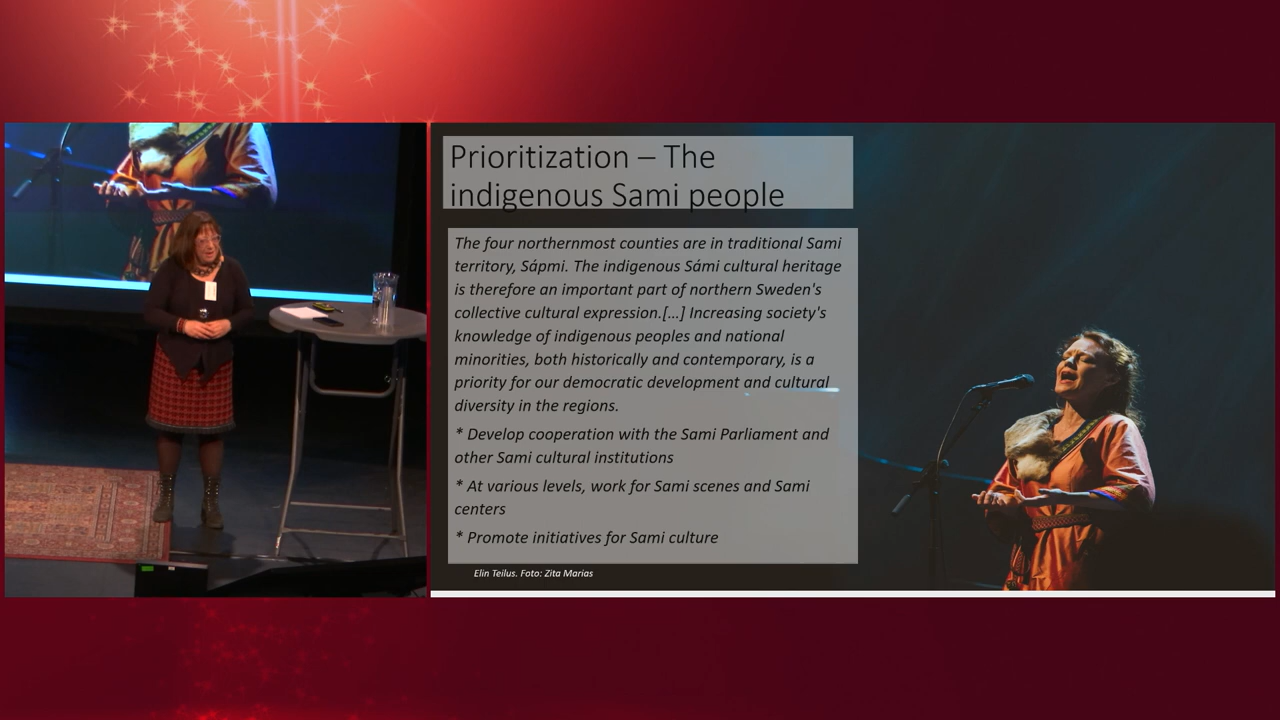 Prioritization – The
indigenous Sami people
The four northernmost counties are in traditional Sami
territory, Sápmi. The indigenous Sámi cultural heritage
is therefore an important part of northern Sweden's
collective cultural expression.[...] Increasing society's
knowledge of indigenous peoples and national
minorities, both historically and contemporary, is a
priority for our democratic development and cultural
diversity in the regions.
* Develop cooperation with the Sami Parliament and
other Sami cultural institutions
* At various levels, work for Sami scenes and Sami
centers
* Promote initiatives for Sami culture
Elin Teilus. Foto: Zita Marias